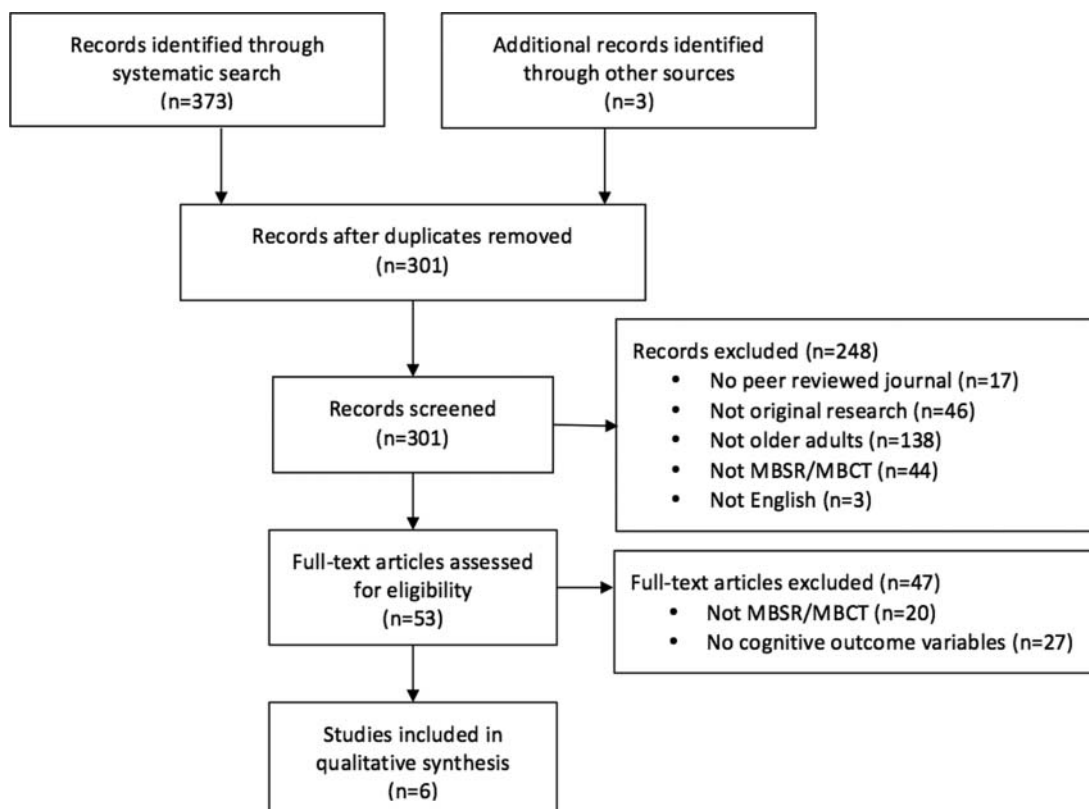 Records identified through
systematic search
(n=373)
Additional records identified
through other sources
(n=3)
Records after duplicates removed
(n=301)
Records screened
(n=301)
Records excluded (n=248)
• No peer reviewed journal (n=17)
• Not original research (n=46)
• Not older adults (n=138)
• Not MBSR/MBCT (n=44)
• Not English (n=3)
Full-text articles assessed
for eligibility
(n=53)
Full-text articles excluded (n=47)
• Not MBSR/MBCT (n=20)
• No cognitive outcome variables (n=27)
Studies included in
qualitative synthesis
(n=6)